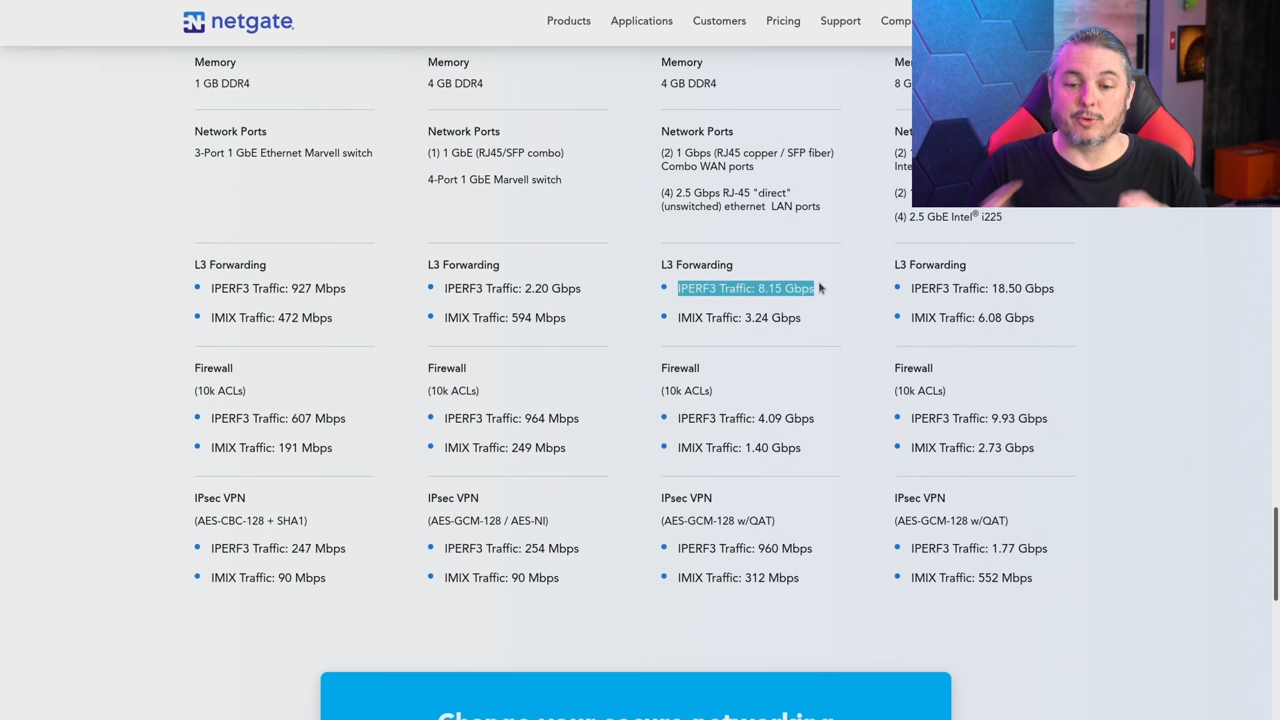 netgate
Products Applications Customers Pricing Support
Memory
1 GB DDR4
Network Ports
3-Port 1 GbE Ethernet Marvell switch
L3 Forwarding
IPERF3 Traffic: 927 Mbps
IMIX Traffic: 472 Mbps
Firewall
(10k ACLs)
IPERF3 Traffic: 607 Mbps
IMIX Traffic: 191 Mbps
IPsec VPN
(AES-CBC-128 + SHA1)
IPERF3 Traffic: 247 Mbps
IMIX Traffic: 90 Mbps
Memory
4 GB DDR4
Network Ports
(1) 1 GbE (RJ45/SFP combo)
4-Port 1 GbE Marvell switch
L3 Forwarding
IPERF3 Traffic: 2.20 Gbps
IMIX Traffic: 594 Mbps
Firewall
(10k ACLs)
IPERF3 Traffic: 964 Mbps
IMIX Traffic: 249 Mbps
IPsec VPN
(AES-GCM-128 / AES-NI)
IPERF3 Traffic: 254 Mbps
IMIX Traffic: 90 Mbps
Memory
4 GB DDR4
Network Ports
(2) 1 Gbps (RJ45 copper / SFP fiber)
Combo WAN ports
(4) 2.5 Gbps RJ-45 "direct"
(unswitched) ethernet LAN ports
L3 Forwarding
IPERF3 Traffic: 8.15 Gbps
IMIX Traffic: 3.24 Gbps
Firewall
(10k ACLs)
IPERF3 Traffic: 4.09 Gbps
IMIX Traffic: 1.40 Gbps
IPsec VPN
(AES-GCM-128 w/QAT)
IPERF3 Traffic: 960 Mbps
IMIX Traffic: 312 Mbps
(4) 2.5 GbE Intel® i225
L3 Forwarding
IPERF3 Traffic: 18.50 Gbps
IMIX Traffic: 6.08 Gbps
Firewall
(10k ACLs)
IPERF3 Traffic: 9.93 Gbps
IMIX Traffic: 2.73 Gbps
IPsec VPN
(AES-GCM-128 w/QAT)
IPERF3 Traffic: 1.77 Gbps
IMIX Traffic: 552 Mbps
Change your secure networking